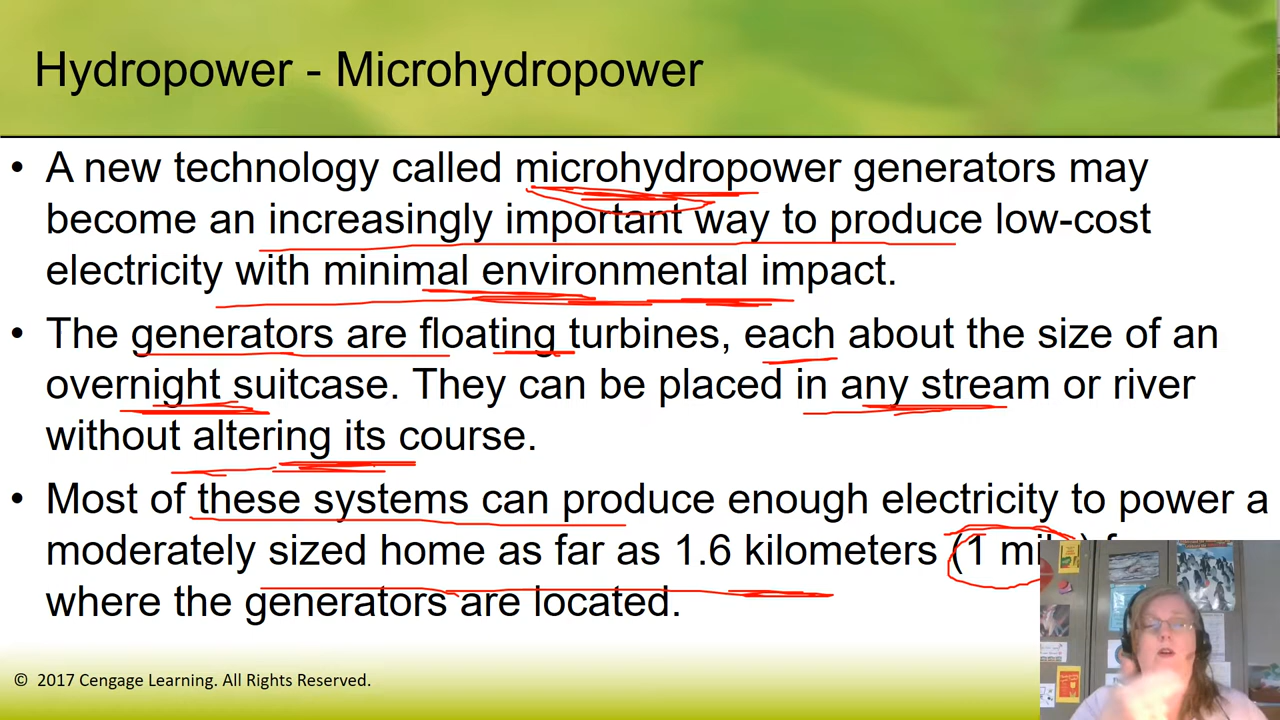 Hydropower - Microhydropower
• A new technology called microhydropower generators may
become an increasingly important way to produce low-cost
electricity with minimal environmental impact.
• The generators are floating turbines, each about the size of an
overnight suitcase. They can be placed in any stream or river
without altering its course.
• Most of these systems can produce enough electricity to power a
moderately sized home as far as 1.6 kilometers (1
where the generators are located.
© 2017 Cengage Learning. All Rights Reserved.